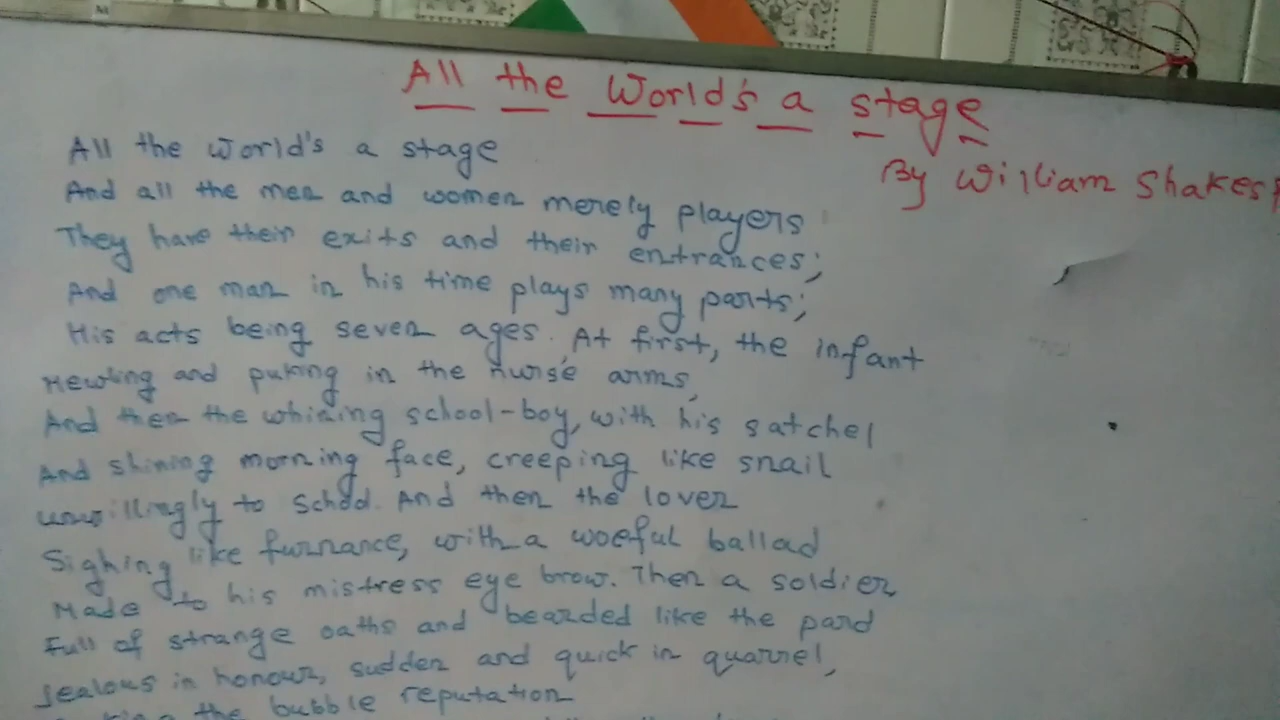 All the World's a stage
By William Shakes
All the World's a stage
And all the men and women merely players
They have their exits and their entrances;
And one man in his time plays many parts;
His acts being seven ages. At first, the infant
Mewling and puking in the nurse's arms,
And then the whining school-boy, with his satchel
And shining morning face, creeping like snail
unwillingly to School. And then the lover
Sighing like furnance, with a woeful ballad
Made to his mistress eye brow. Then a soldier
Full of strange oaths and bearded like the pard
Jealous in honour, sudden and quick in quarrel,
the bubble reputation